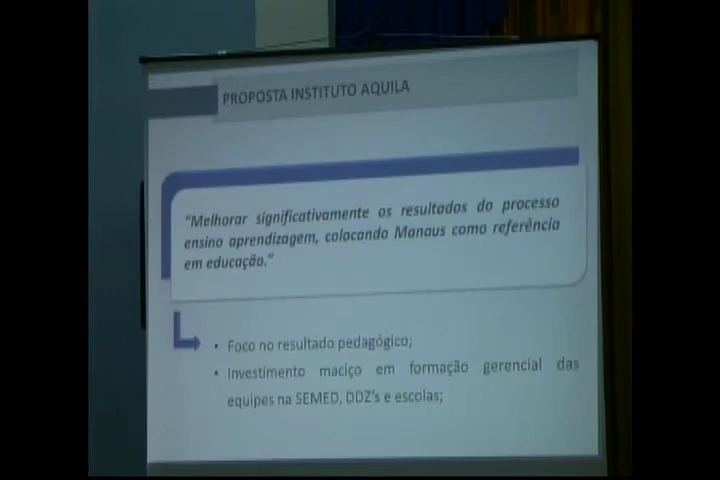 PROPOSTA INSTITUTO AQUILA
"Melhorar significativamente os resultados do processo
ensino aprendizagem, colocando Manaus como referência
em educação."
• Foco no resultado pedagógico;
• Investimento maciço em formação gerencial das
equipes na SEMED, DDZ's e escolas;